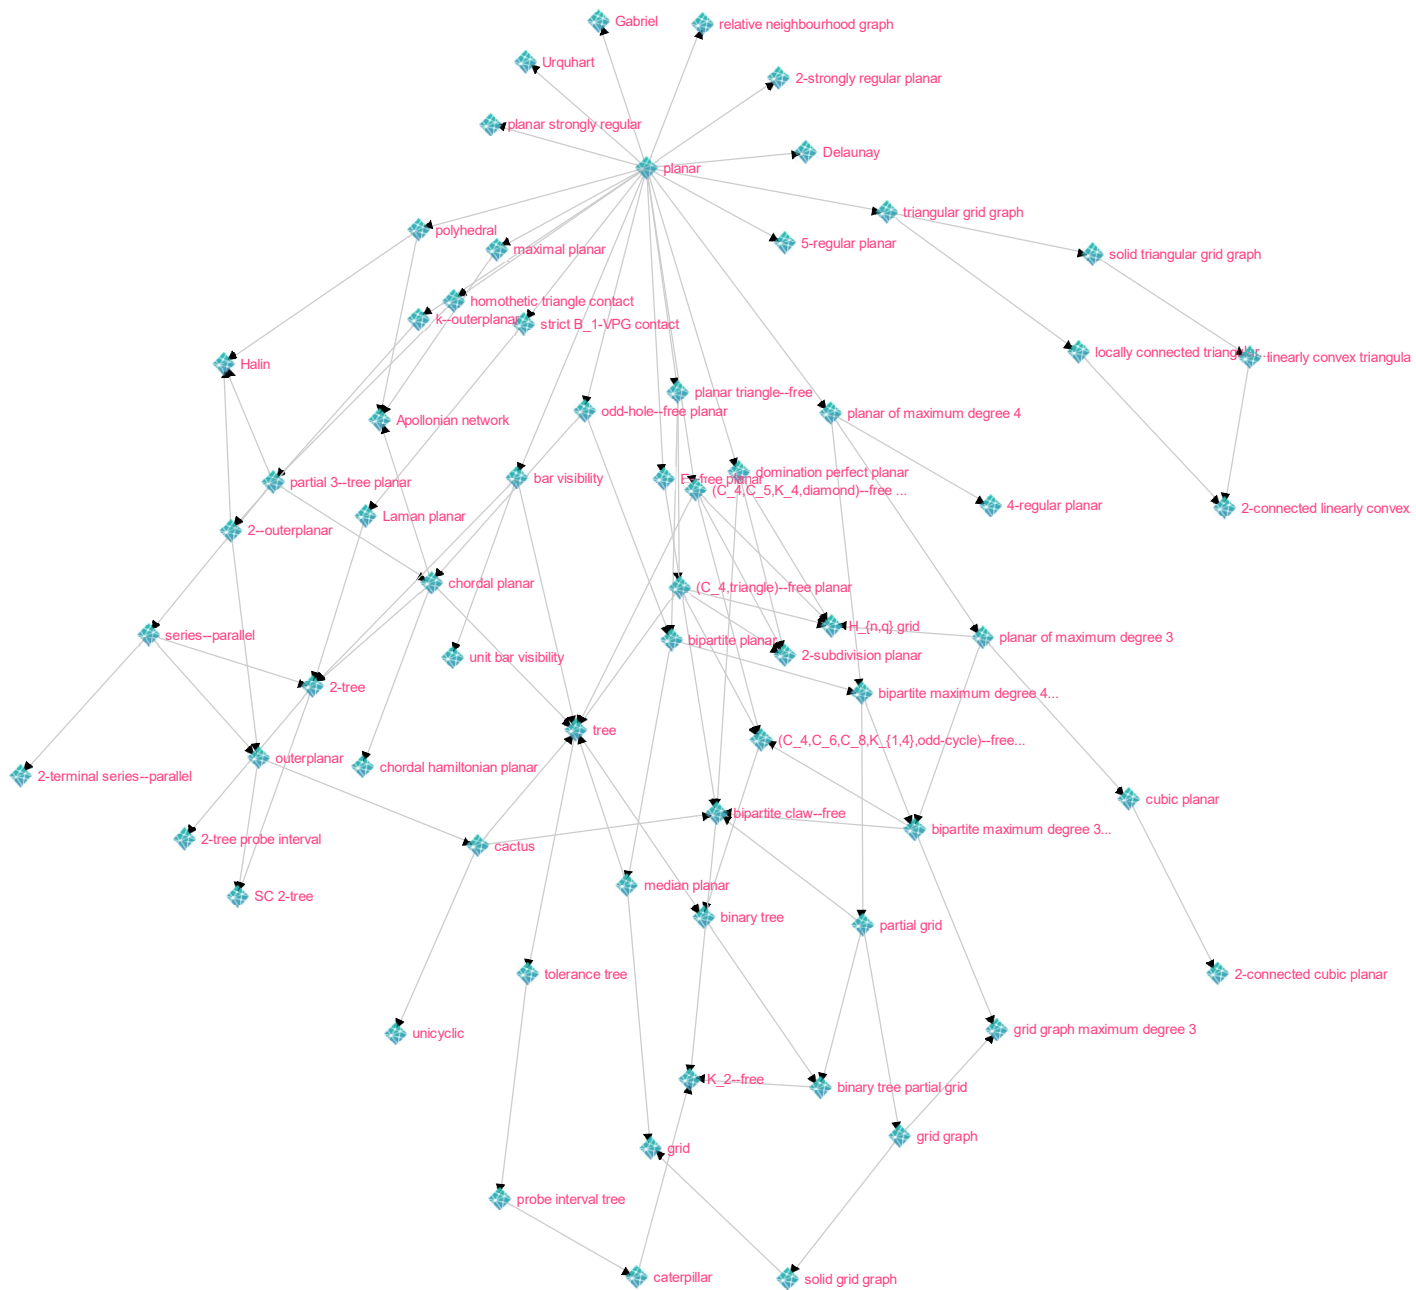 Gabriel
relative neighbourhood graph
Urquhart
2-strongly regular planar
planar strongly regular
Delaunay
planar
triangular grid graph
polyhedral
5-regular planar
maximal planar
solid triangular grid graph
homothetic triangle contact
k--outerplanar
strict B_1-VPG contact
locally connected triangular...
linearly convex triangula
Halin
planar triangle--free
odd-hole--free planar
planar of maximum degree 4
Apollonian network
domination perfect planar
bar visibility
free planar
partial 3--tree planar
(C_4,C_5,K_4,diamond)--free ...
4-regular planar
2-connected linearly convex
Laman planar
2--outerplanar
chordal planar
(C_4,triangle)--free planar
H_{n,q} grid
series--parallel
bipartite planar
planar of maximum degree 3
unit bar visibility
2-subdivision planar
2-tree
bipartite maximum degree 4...
tree
(C_4,C_6,C_8,K_{1,4},odd-cycle)--free...
outerplanar
chordal hamiltonian planar
2-terminal series--parallel
cubic planar
bipartite claw--free
bipartite maximum degree 3...
2-tree probe interval
cactus
median planar
SC 2-tree
binary tree
partial grid
tolerance tree
2-connected cubic planar
unicyclic
grid graph maximum degree 3
K_2--free
binary tree partial grid
grid graph
grid
probe interval tree
caterpillar
solid grid graph